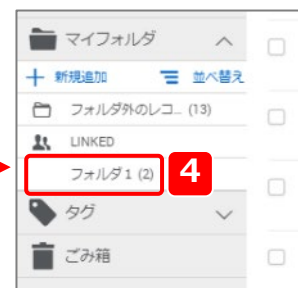 マイフォルダ
新規追加 並べ替え
フォルダ外のレコ... (13)
LINKED
フォルダ1 (2) 4
タグ
ごみ箱